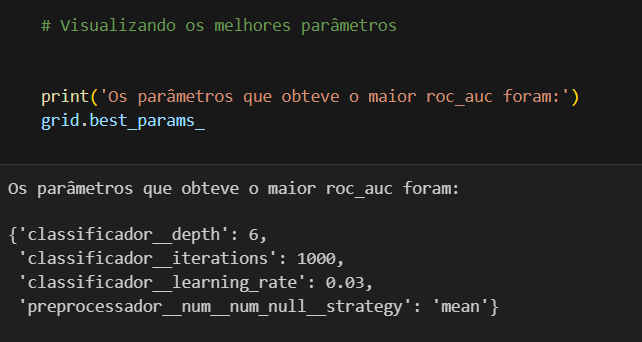 # Visualizando os melhores parâmetros
print('Os parâmetros que obteve o maior roc_auc foram:')
grid.best_params_
Os parâmetros que obteve o maior roc_auc foram:
{'classificador__depth': 6,
 'classificador__iterations': 1000,
 'classificador__learning_rate': 0.03,
 'preprocessador__num__num_null__strategy': 'mean'}